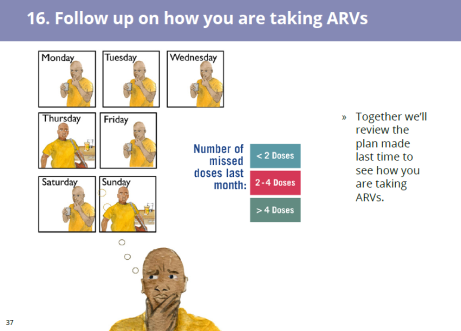 16. Follow up on how you are taking ARVs
Monday
Tuesday
Wednesday
Thursday
Friday
Saturday
Sunday
Number of
missed
doses last
month:
< 2 Doses
2-4 Doses
> 4 Doses
» Together we'll
review the
plan made
last time to
see how you
are taking
ARVs.
37